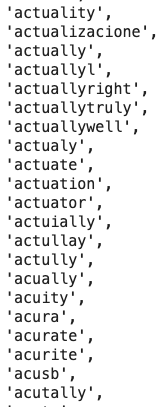 'actuality',
'actualizacione',
'actually',
'actuallyl',
'actuallyright',
'actuallytruly',
'actuallywell',
'actualy',
'actuate',
'actuation',
'actuator',
'actuially',
'actullay',
'actully',
'acually',
'acuity',
'acura',
'acurate',
'acurite',
'acusb',
'acutally',